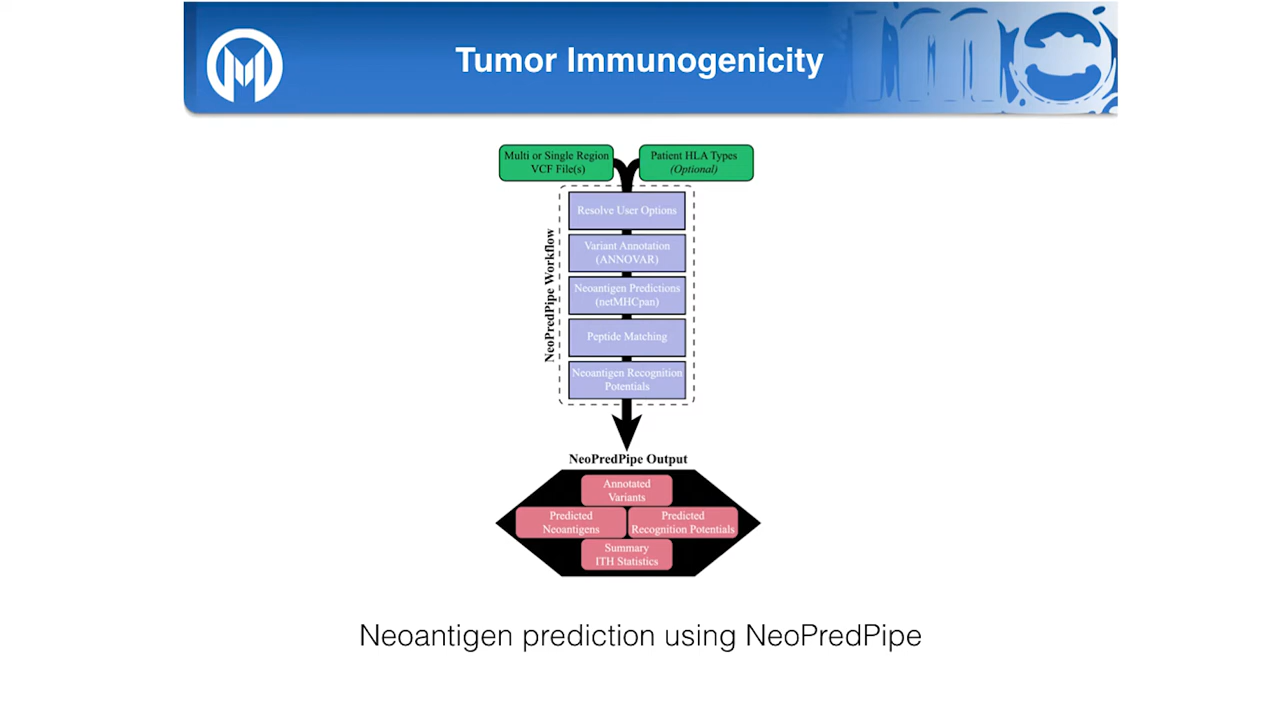 Tumor Immunogenicity
Multi or Single Region
VCF File(s)
Patient HLA Types
(Optional)
NeoPredPipe Workflow
Resolve User Options
Variant Annotation
(ANNOVAR)
Neoantigen Predictions
(netMHCpan)
Peptide Matching
Neoantigen Recognition
Potentials
NeoPredPipe Output
Annotated
Variants
Predicted
Neoantigens
Predicted
Recognition Potentials
Summary
ITH Statistics
Neoantigen prediction using NeoPredPipe